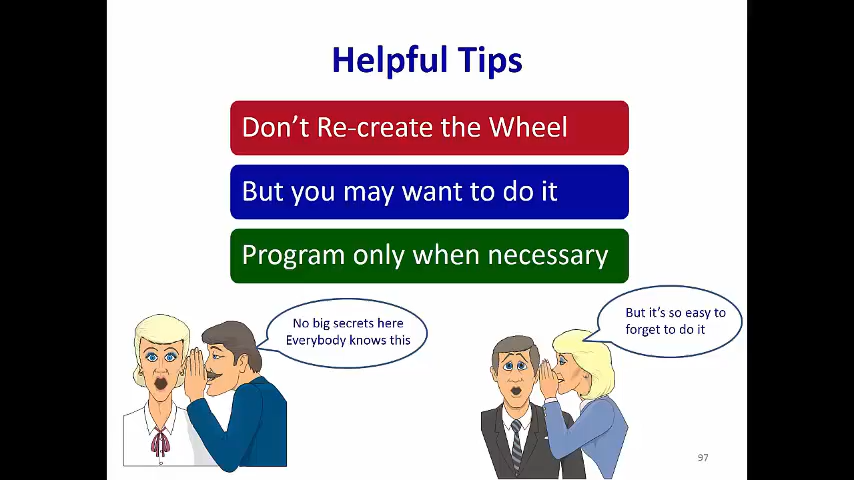 Helpful Tips
Don't Re-create the Wheel
But you may want to do it
Program only when necessary
No big secrets here
Everybody knows this
But it's so easy to
forget to do it
97